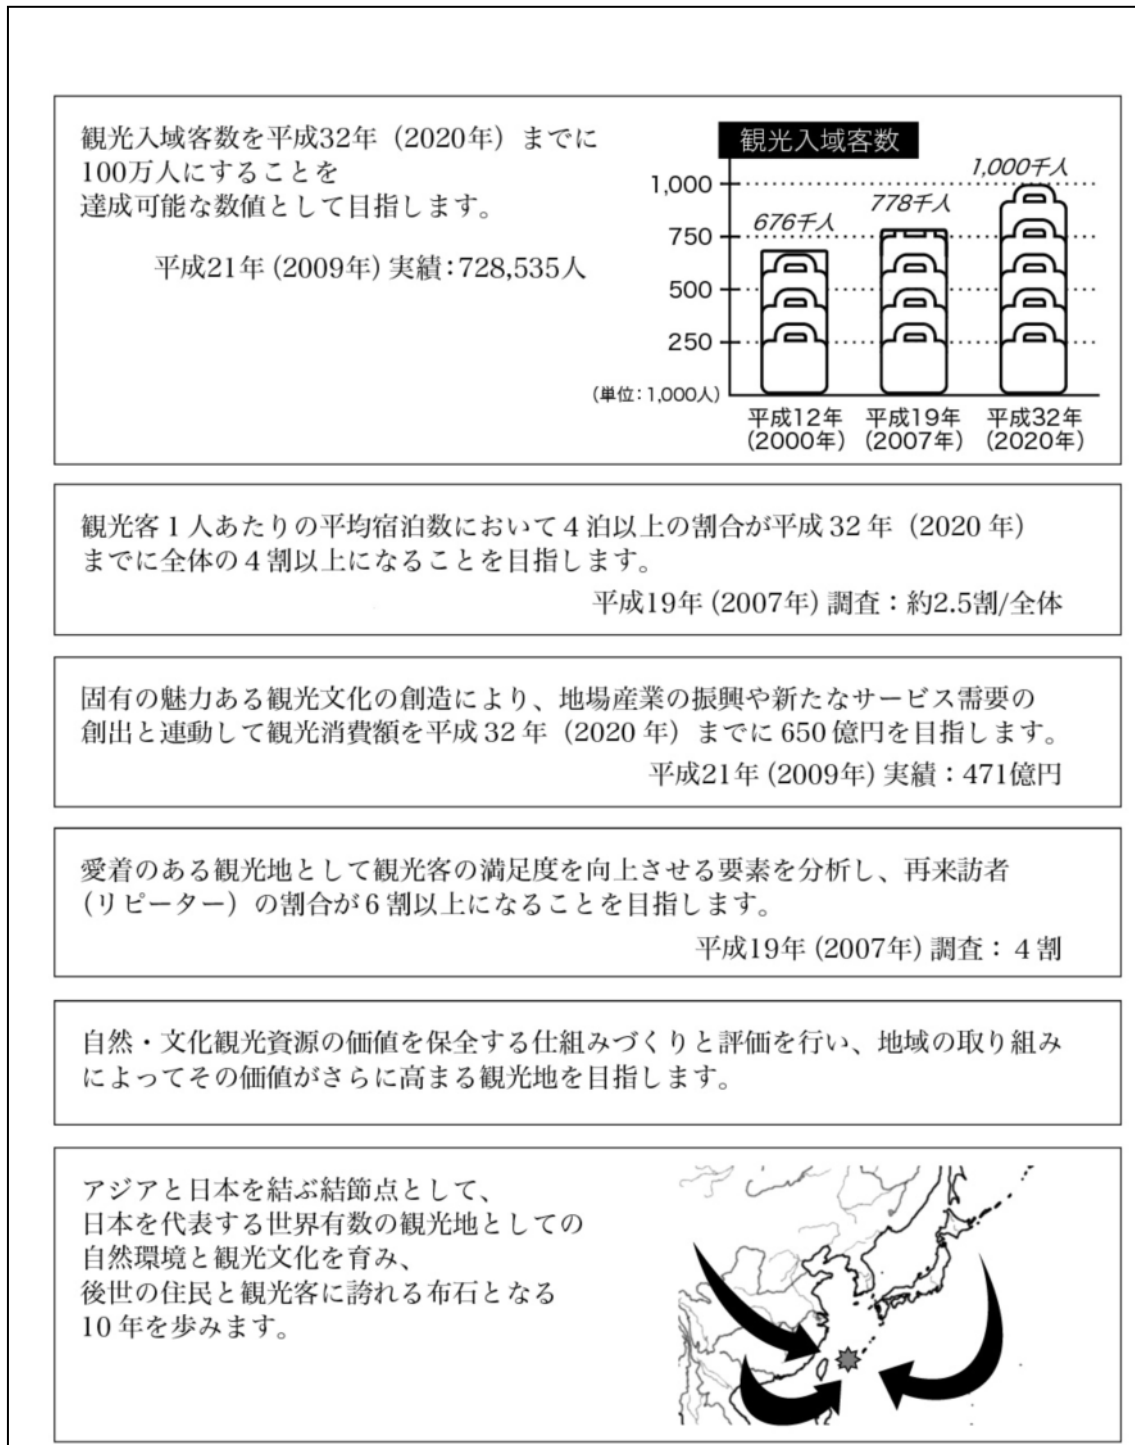 観光入域客数を平成32年（2020年）までに
100万人にすることを
達成可能な数値として目指します。
平成21年 (2009年) 実績：728,535人
観光入域客数
1,000千人
1,000
778千人
676千人
750
500
250
(単位：1,000人)
平成12年 平成19年 平成32年
(2000年) (2007年) (2020年)
観光客１人あたりの平均宿泊数において４泊以上の割合が平成 32 年（2020 年）
までに全体の４割以上になることを目指します。
平成19年 (2007年) 調査：約2.5割/全体
固有の魅力ある観光文化の創造により、地場産業の振興や新たなサービス需要の
創出と連動して観光消費額を平成 32 年（2020 年）までに 650 億円を目指します。
平成21年 (2009年) 実績：471億円
愛着のある観光地として観光客の満足度を向上させる要素を分析し、再来訪者
（リピーター）の割合が６割以上になることを目指します。
平成19年 (2007年) 調査：４割
自然・文化観光資源の価値を保全する仕組みづくりと評価を行い、地域の取り組み
によってその価値がさらに高まる観光地を目指します。
アジアと日本を結ぶ結節点として、
日本を代表する世界有数の観光地としての
自然環境と観光文化を育み、
後世の住民と観光客に誇れる布石となる
10 年を歩みます。